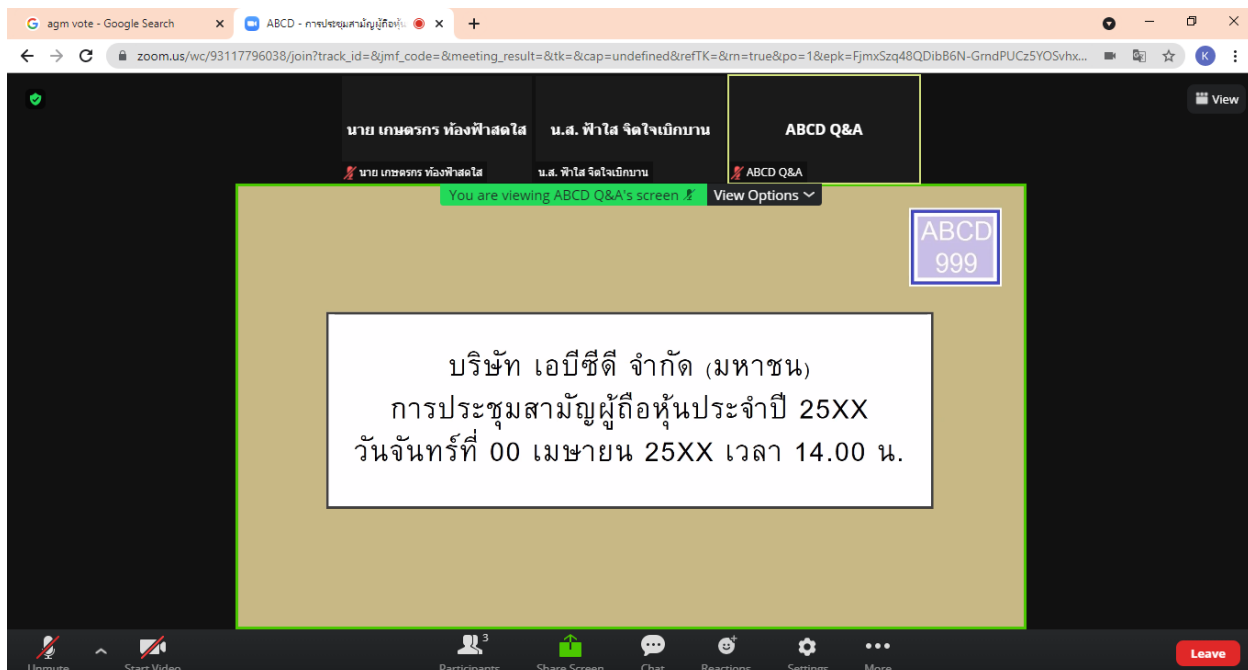 agm vote - Google Search
ABCD - การประชุมสามัญผู้ถือหุ้น
zoom.us/wc/93117796038/join?track_id=&jmf_code=&meeting_result=&tk=&cap=undefined&refTK=&rn=true&po=1&epk=FjmxSzq48QDibB6N-GrndPUCz5YOSvhx...
K
View
นาย เกษตรกร ท้องฟ้าสดใส
น.ส. ฟ้าใส จิตใจเบิกบาน
ABCD Q&A
นาย เกษตรกร ท้องฟ้าสดใส
น.ส. ฟ้าใส จิตใจเบิกบาน
ABCD Q&A
You are viewing ABCD Q&A's screen
View Options
ABCD
999
บริษัท เอบีซีดี จำกัด (มหาชน)
การประชุมสามัญผู้ถือหุ้นประจำปี 25XX
วันจันทร์ที่ 00 เมษายน 25XX เวลา 14.00 น.
3
Unmute
Start Video
Participants
Share Screen
Chat
Reactions
Settings
More
Leave